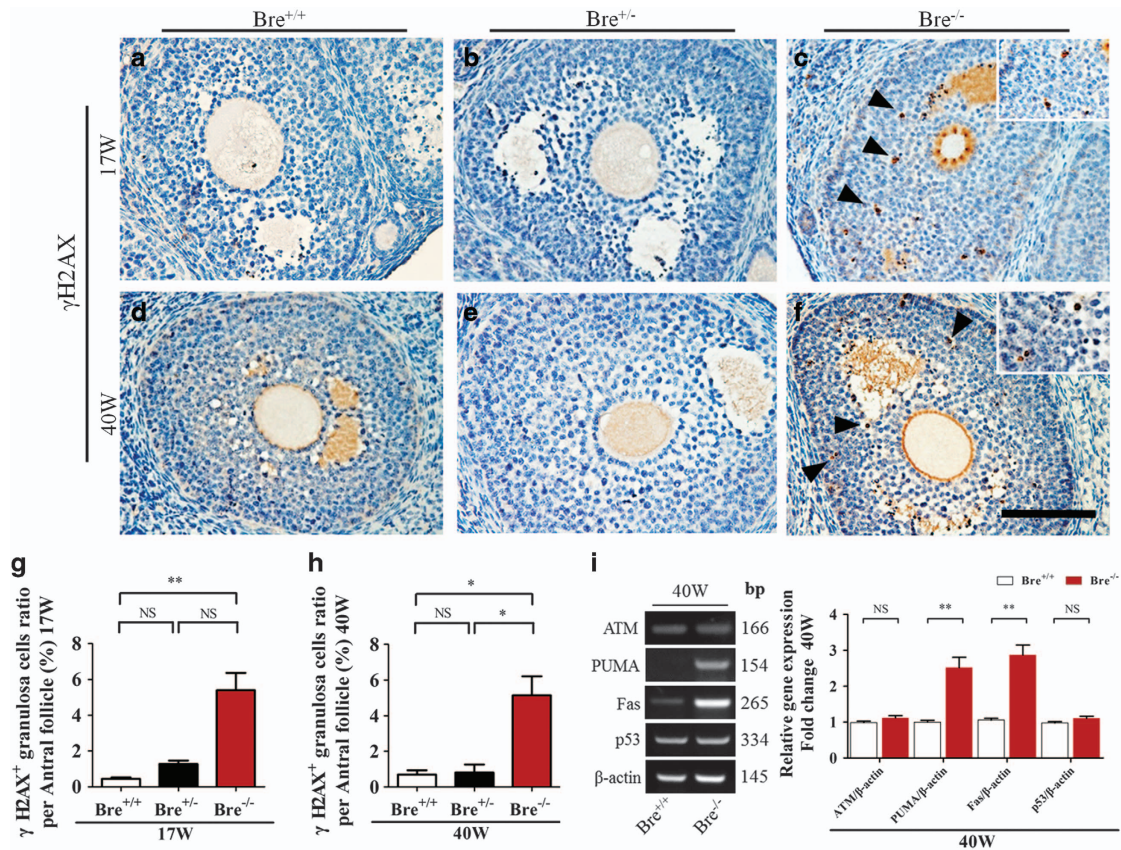 Bre+/+ Bre+/- Bre-/-
a b c
17W
γH2AX
d e f
40W
g
γ H2AX+ granulosa cells ratio
per Antral follicle (%) 17W
**
NS NS
8
6
4
2
0
Bre+/+ Bre+/- Bre-/-
17W
h
γ H2AX+ granulosa cells ratio
per Antral follicle (%) 40W
*
NS *
8
6
4
2
0
Bre+/+ Bre+/- Bre-/-
40W
i
40W bp
ATM 166
PUMA 154
Fas 265
p53 334
β-actin 145
Bre+/+ Bre-/-
Bre+/+ Bre-/-
Relative gene expression
Fold change 40W
NS ** ** NS
4
3
2
1
0
ATM/β-actin PUMA/β-actin Fas/β-actin p53/β-actin
40W